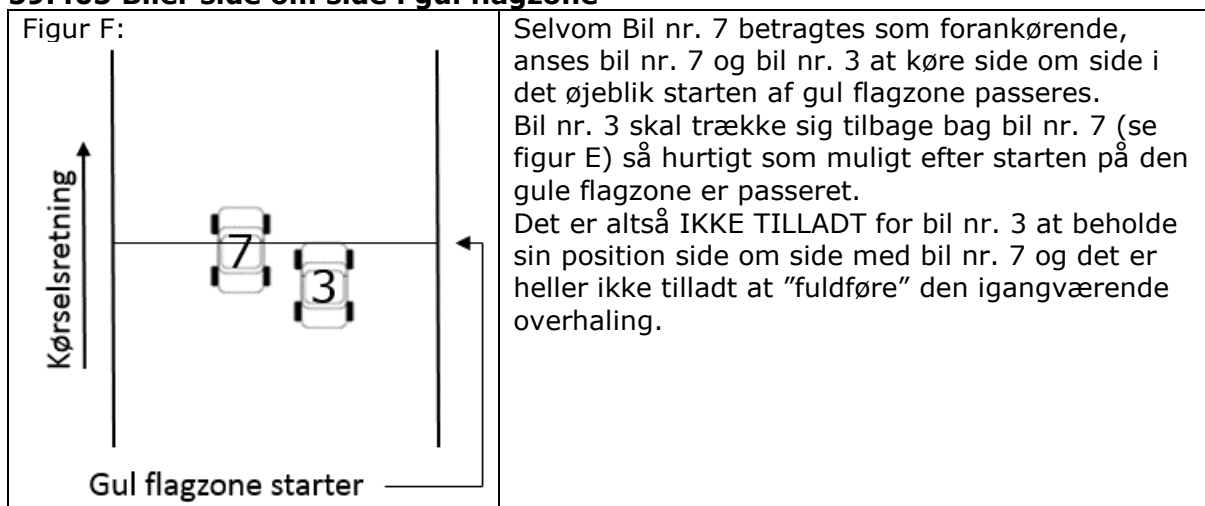 Figur F:
Kørselsretning
7
3
Gul flagzone starter
Selvom Bil nr. 7 betragtes som forankørende,
anses bil nr. 7 og bil nr. 3 at køre side om side i
det øjeblik starten af gul flagzone passeres.
Bil nr. 3 skal trække sig tilbage bag bil nr. 7 (se
figur E) så hurtigt som muligt efter starten på den
gule flagzone er passeret.
Det er altså IKKE TILLADT for bil nr. 3 at beholde
sin position side om side med bil nr. 7 og det er
heller ikke tilladt at ”fuldføre” den igangværende
overhaling.